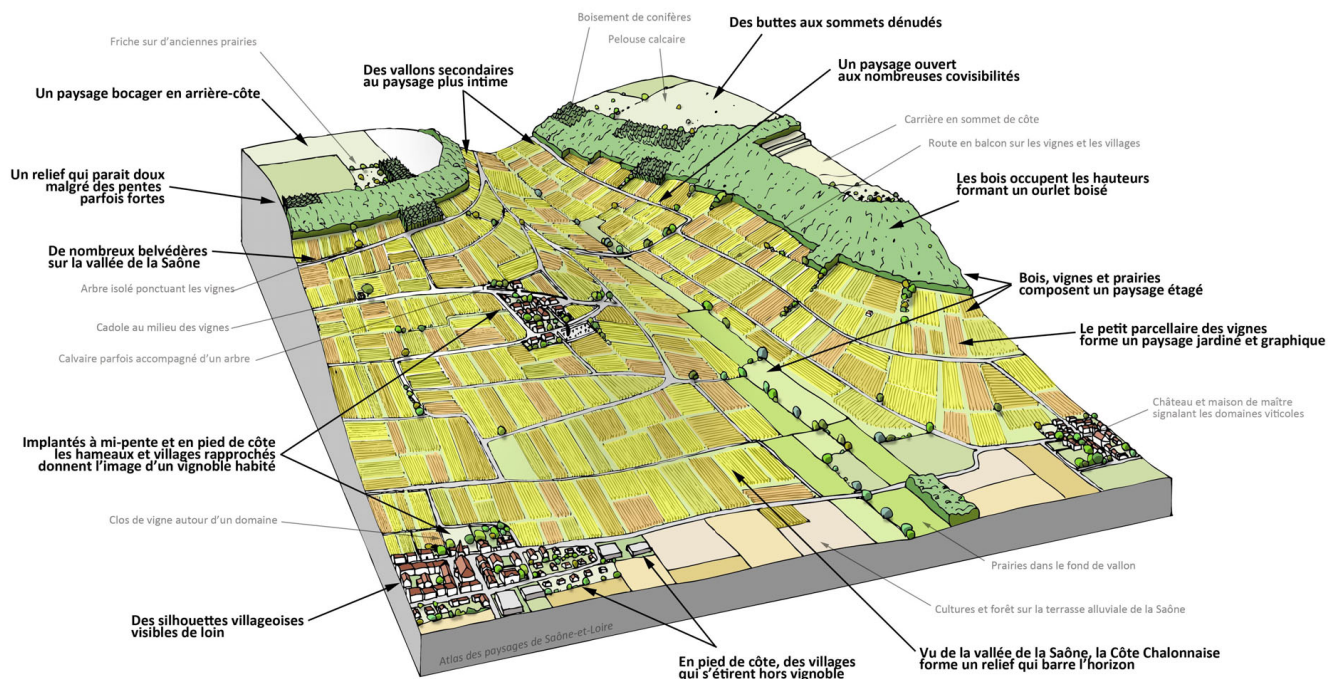 Boisement de conifères
Des buttes aux sommets dénudés
Friche sur d'anciennes prairies
Pelouse calcaire
Des vallons secondaires
au paysage plus intime
Un paysage ouvert
aux nombreuses covisibilités
Un paysage bocager en arrière-côte
Carrière en sommet de côte
Route en balcon sur les vignes et les villages
Un relief qui parait doux
malgré des pentes
parfois fortes
Les bois occupent les hauteurs
formant un ourlet boisé
De nombreux belvédères
sur la vallée de la Saône
Arbre isolé ponctuant les vignes
Bois, vignes et prairies
composent un paysage étagé
Cadole au milieu des vignes
Le petit parcellaire des vignes
forme un paysage jardiné et graphique
Calvaire parfois accompagné d'un arbre
Château et maison de maître
signalant les domaines viticoles
Implantés à mi-pente et en pied de côte
les hameaux et villages rapprochés
donnent l'image d'un vignoble habité
Clos de vigne autour d'un domaine
Prairies dans le fond de vallon
Cultures et forêt sur la terrasse alluviale de la Saône
Des silhouettes villageoises
visibles de loin
Atlas des paysages de Saône-et-Loire
En pied de côte, des villages
qui s'étirent hors vignoble
Vu de la vallée de la Saône, la Côte Chalonnaise
forme un relief qui barre l'horizon